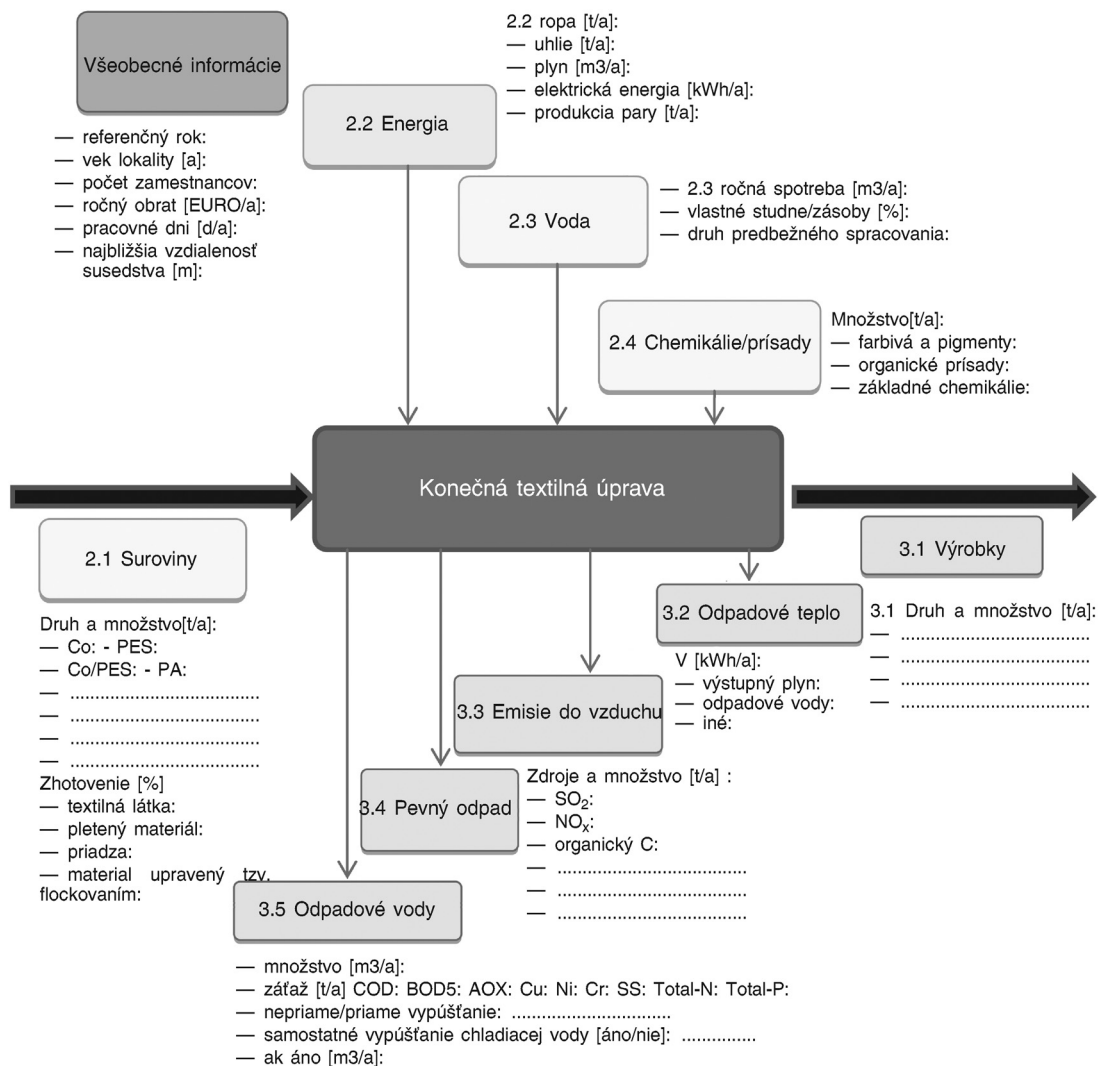 Všeobecné informácie
— referenčný rok:
— vek lokality [a]:
— počet zamestnancov:
— ročný obrat [EURO/a]:
— pracovné dni [d/a]:
— najbližšia vzdialenosť
susedstva [m]:
2.2 Energia
2.2 ropa [t/a]:
— uhlie [t/a]:
— plyn [m3/a]:
— elektrická energia [kWh/a]:
— produkcia pary [t/a]:
2.3 Voda
— 2.3 ročná spotreba [m3/a]:
— vlastné studne/zásoby [%]:
— druh predbežného spracovania:
2.4 Chemikálie/prísady
Množstvo[t/a]:
— farbivá a pigmenty:
— organické prísady:
— základné chemikálie:
Konečná textilná úprava
2.1 Suroviny
Druh a množstvo[t/a]:
— Co: - PES:
— Co/PES: - PA:
— ......................................
— ......................................
— ......................................
— ......................................
Zhotovenie [%]
— textilná látka:
— pletený materiál:
— priadza:
— material upravený tzv.
flockovaním:
3.1 Výrobky
3.1 Druh a množstvo [t/a]:
— ......................................
— ......................................
— ......................................
— ......................................
3.2 Odpadové teplo
V [kWh/a]:
— výstupný plyn:
— odpadové vody:
— iné:
3.3 Emisie do vzduchu
Zdroje a množstvo [t/a] :
— SO2:
— NOx:
— organický C:
— ......................................
— ......................................
— ......................................
3.4 Pevný odpad
3.5 Odpadové vody
— množstvo [m3/a]:
— záťaž [t/a] COD: BOD5: AOX: Cu: Ni: Cr: SS: Total-N: Total-P:
— nepriame/priame vypúšťanie: ................................
— samostatné vypúšťanie chladiacej vody [áno/nie]: ...............
— ak áno [m3/a]: